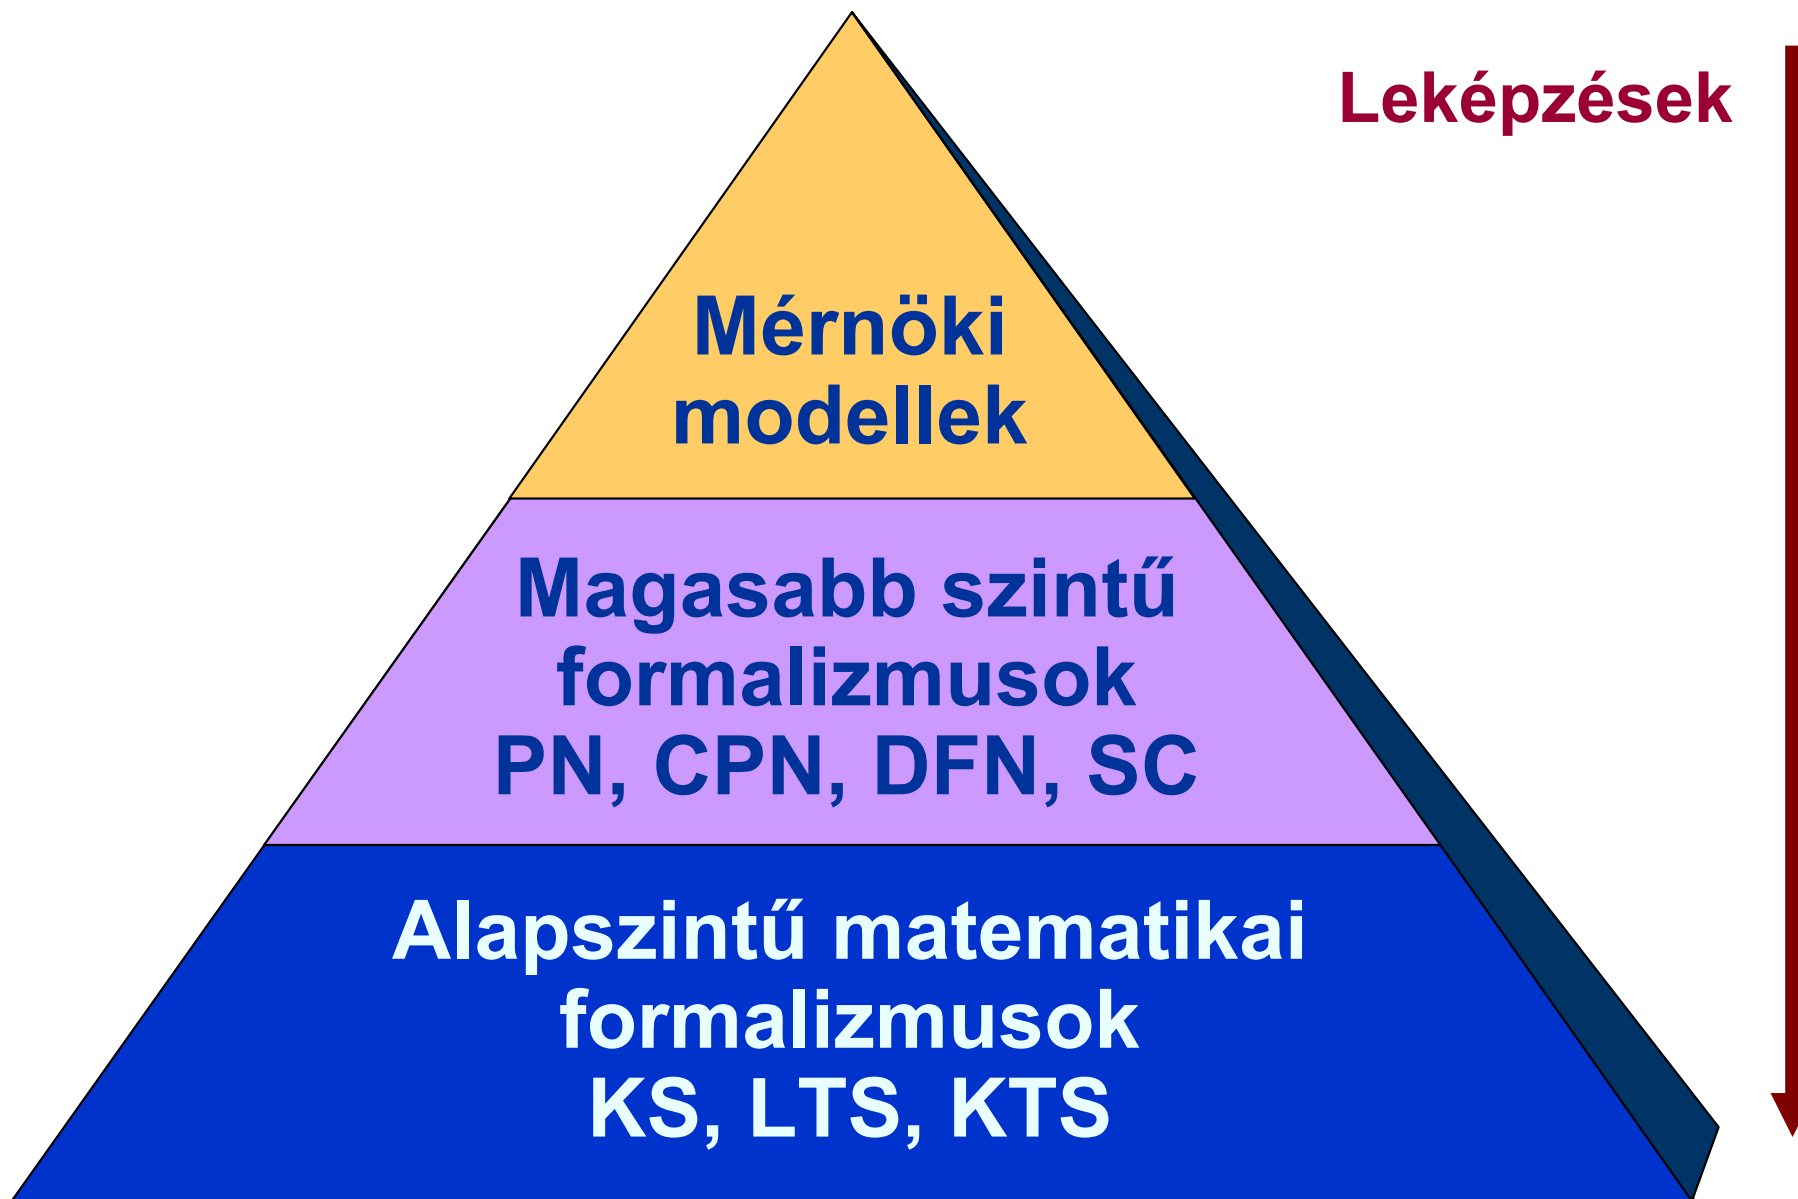 Leképzések
Mérnöki
modellek
Magasabb szintű
formalizmusok
PN, CPN, DFN, SC
Alapszintű matematikai
formalizmusok
KS, LTS, KTS